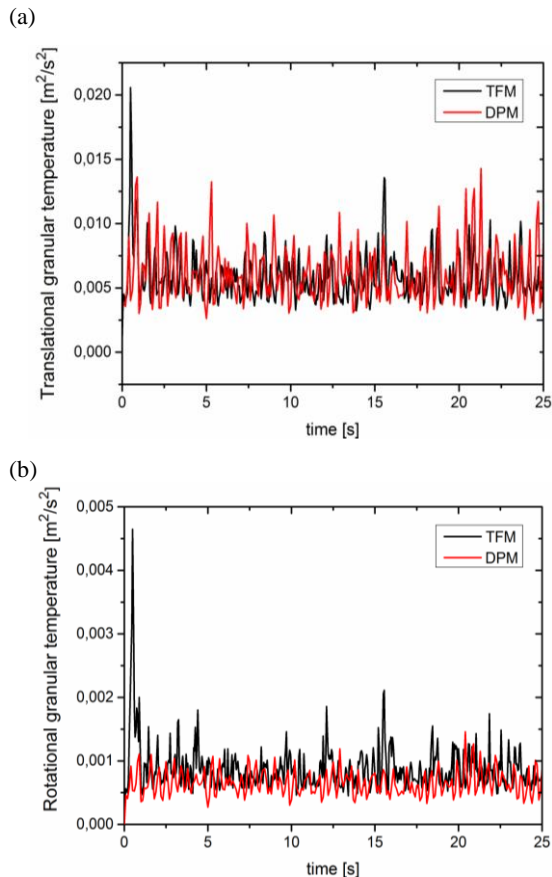 (a)
Translational granular temperature [m²/s²]
0,020
0,015
0,010
0,005
0,000
TFM
DPM
0 5 10 15 20 25
time [s]
(b)
Rotational granular temperature [m²/s²]
0,005
0,004
0,003
0,002
0,001
0,000
TFM
DPM
0 5 10 15 20 25
time [s]